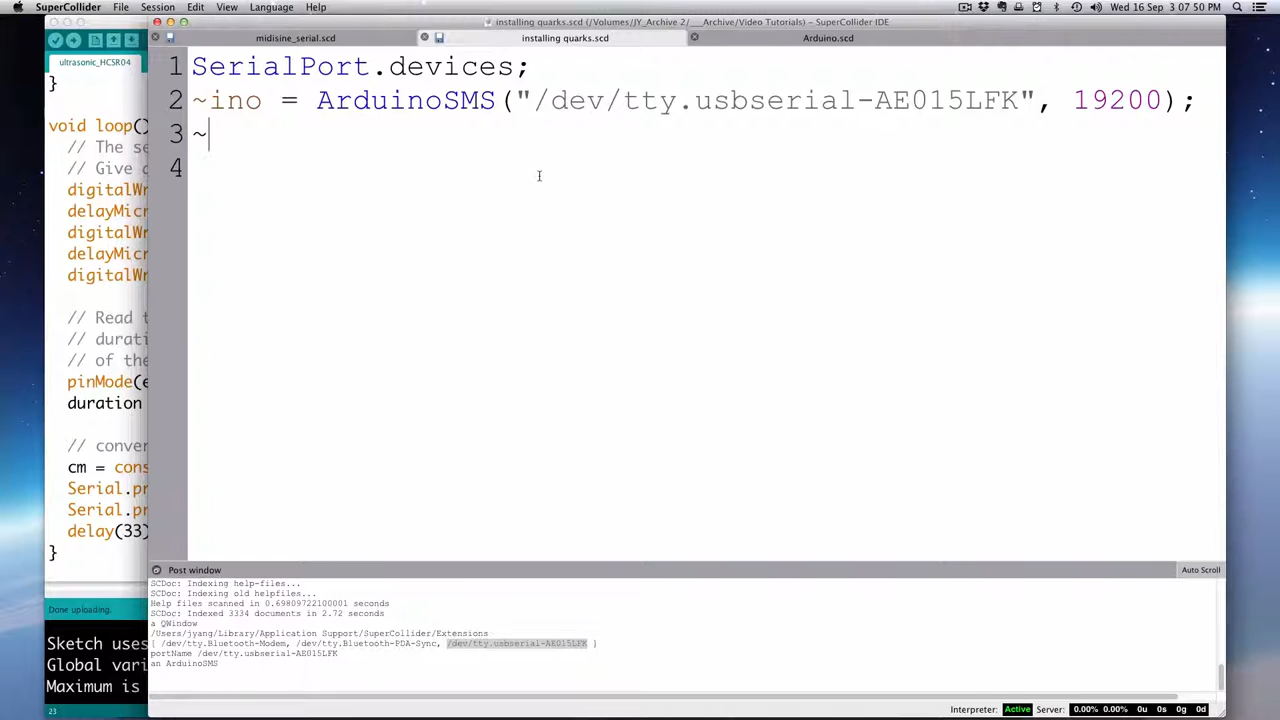 SuperCollider File Session Edit View Language Help
Wed 16 Sep 3:07:50 PM
installing quarks.scd (/Volumes/JY_Archive 2/___Archive/Video Tutorials) – SuperCollider IDE
midisine_serial.scd
installing quarks.scd
Arduino.scd
ultrasonic_HCSR04
}
void loop()
// The se
// Give a
digitalWr
delayMicr
digitalWr
delayMicr
digitalWr
// Read t
// durati
// of the
pinMode(e
duration
// conver
cm =
Serial.pr
Serial.pr
delay(33)
}
1 SerialPort.devices;
2 ~ino = ArduinoSMS("/dev/tty.usbserial-AE015LFK", 19200);
3 ~
4
Post window
Auto Scroll
SCDoc: Indexing help-files...
SCDoc: Indexing old helpfiles...
Help files scanned in 0.69809722100001 seconds
SCDoc: Indexed 3334 documents in 2.72 seconds
a QWindow
/Users/jyang/Library/Application Support/SuperCollider/Extensions
[ /dev/tty.Bluetooth-Modem, /dev/tty.Bluetooth-PDA-Sync, /dev/tty.usbserial-AE015LFK ]
portName /dev/tty.usbserial-AE015LFK
an ArduinoSMS
Done uploading.
Sketch uses
Global vari
Maximum is
23
Interpreter: Active Server: 0.00% 0.00% 0u 0s 0g 0d